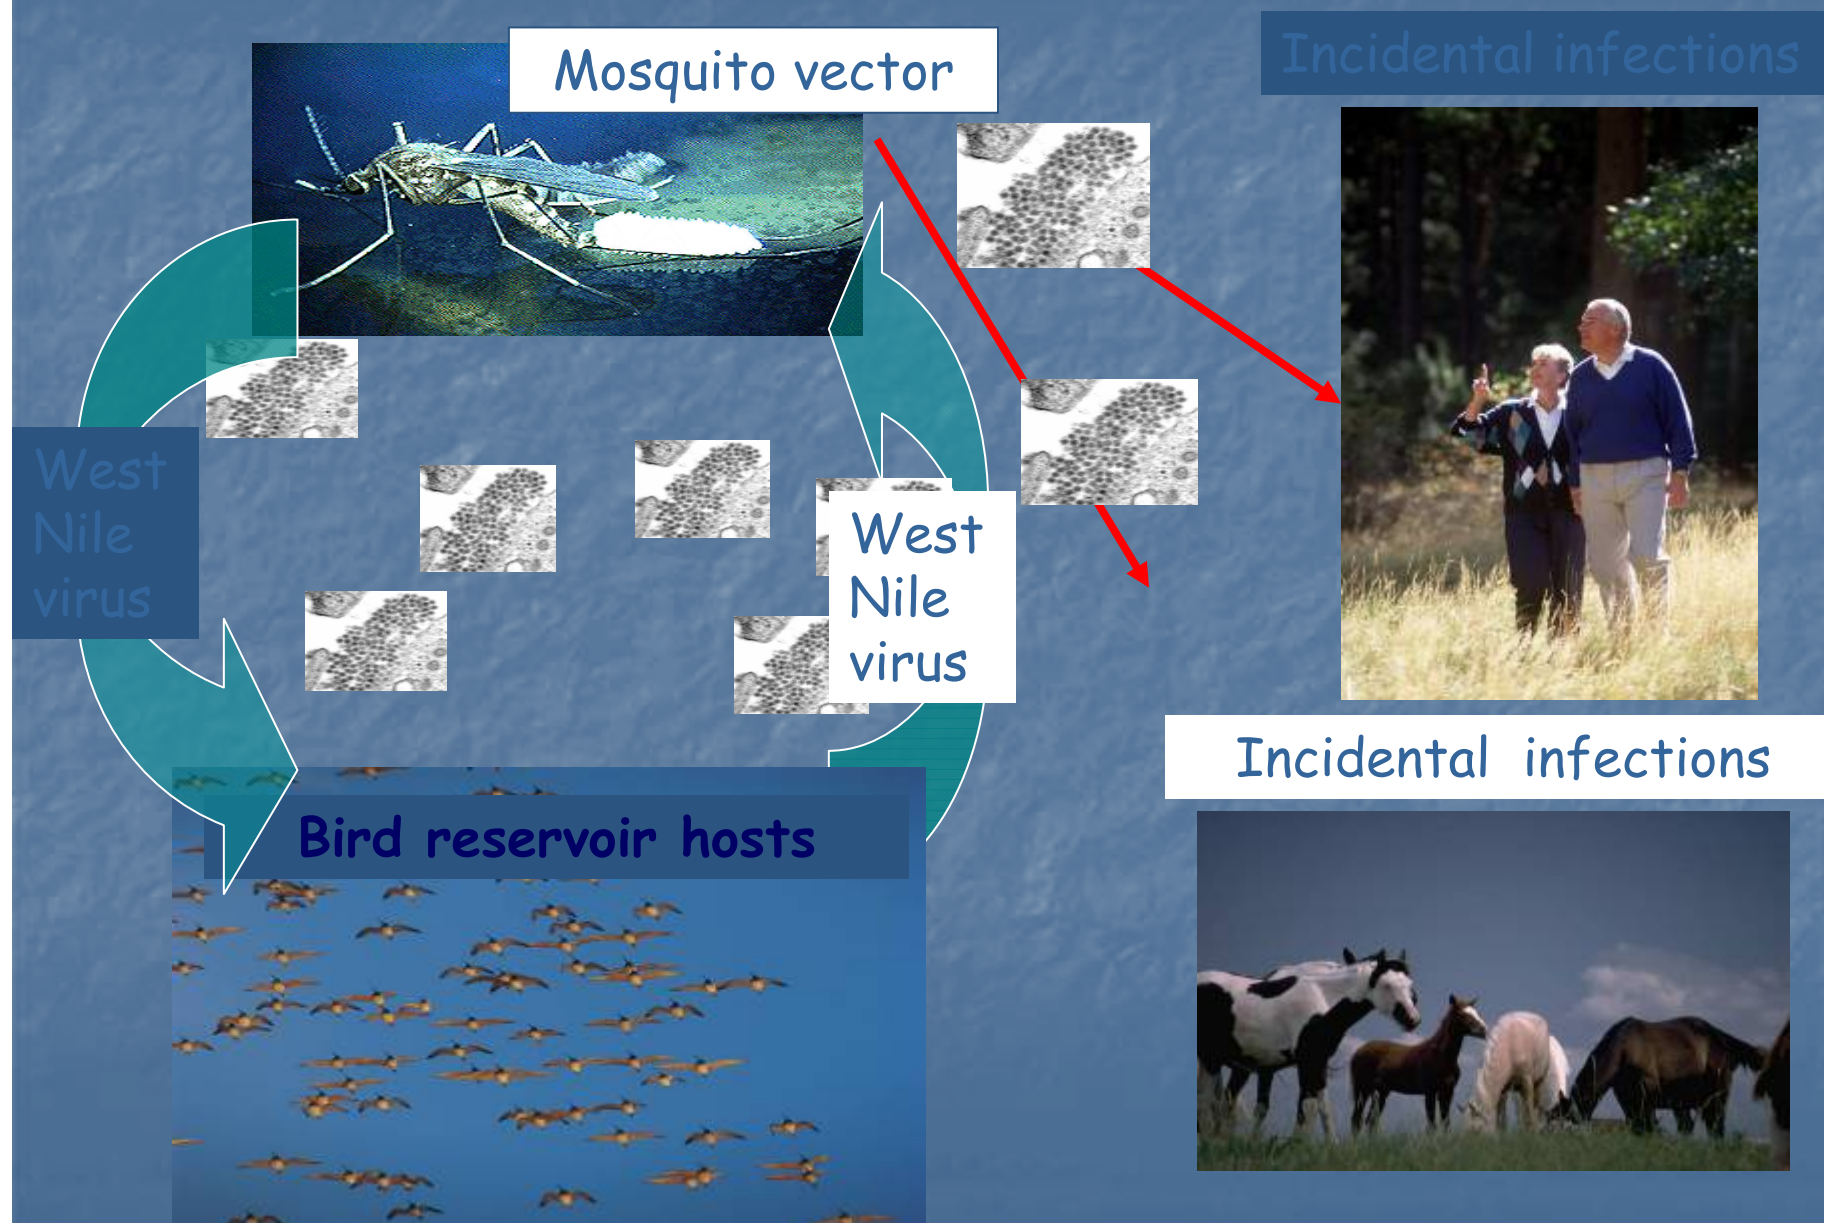 Mosquito vector
Incidental infections
West
Nile
virus
West
Nile
virus
Incidental infections
Bird reservoir hosts